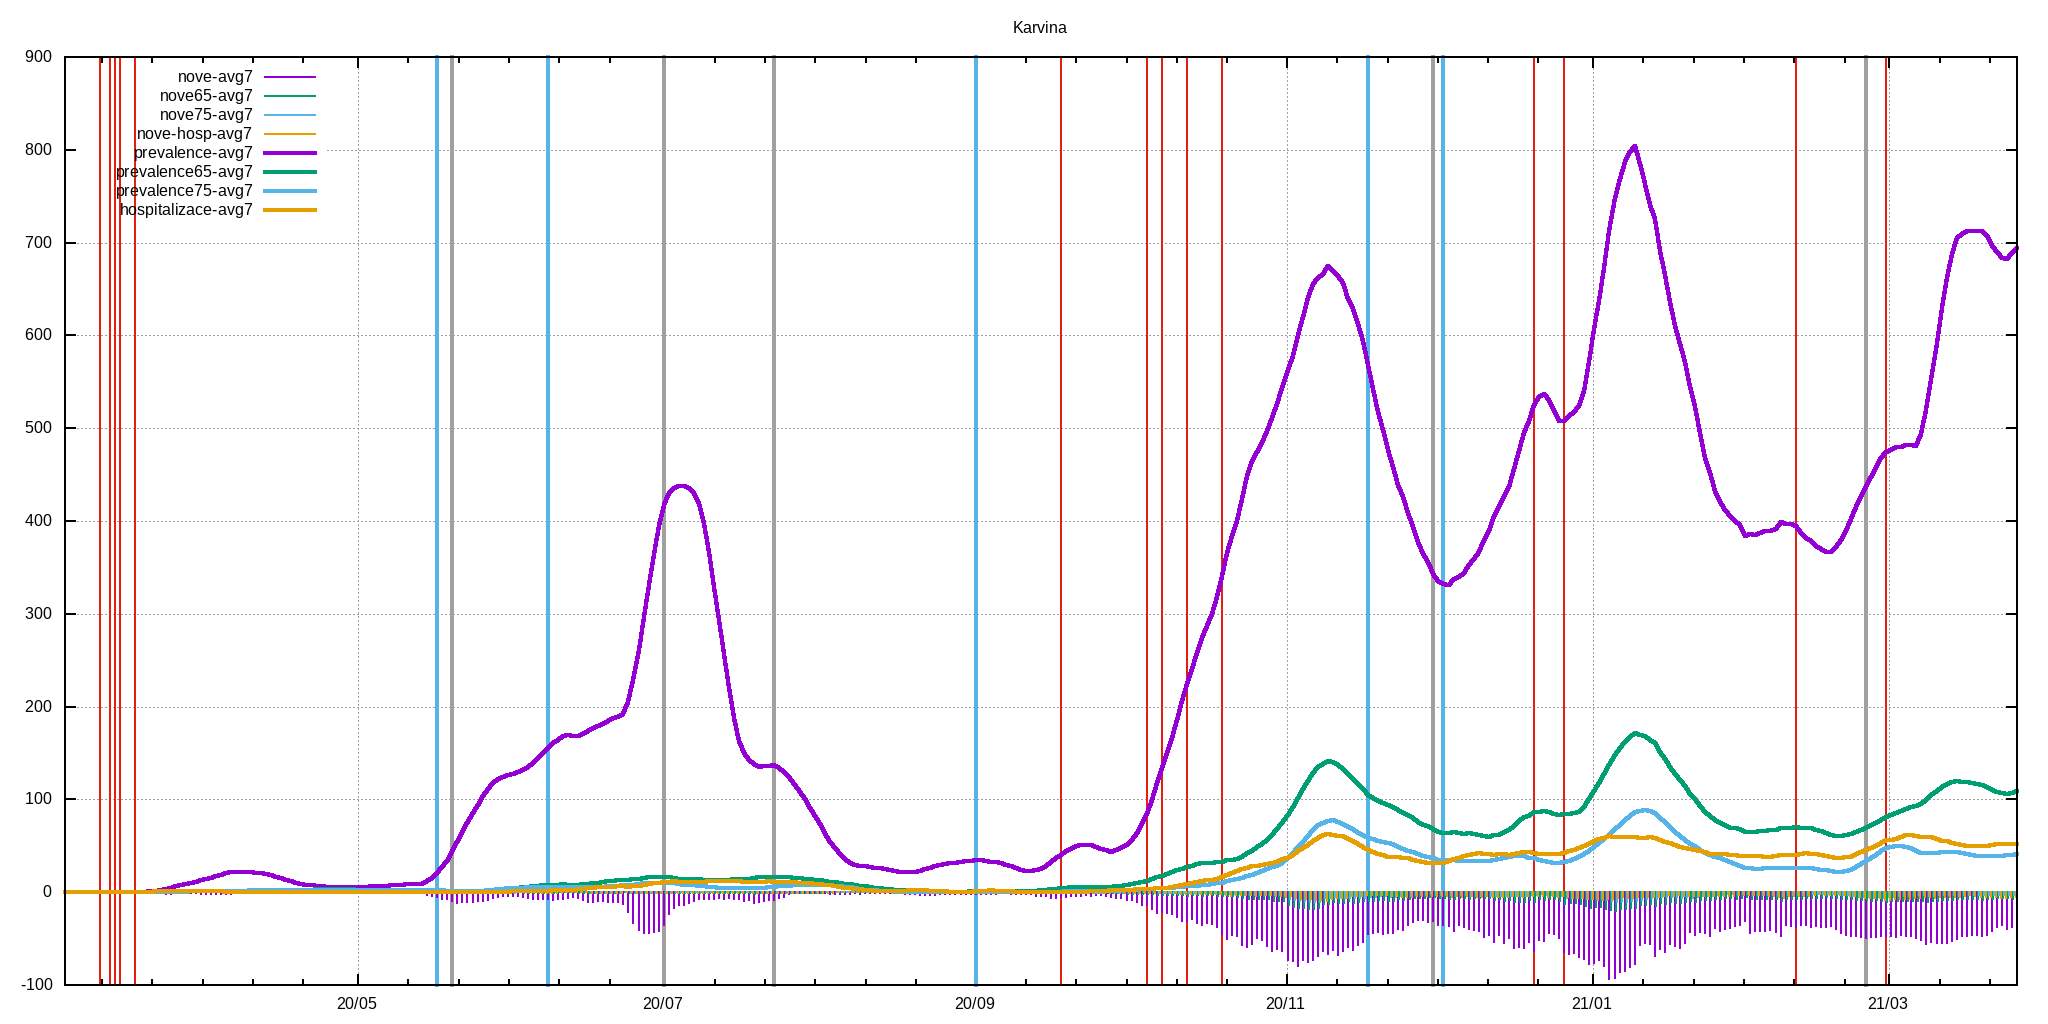 Karvina
900
800
700
600
500
400
300
200
100
0
-100
nove-avg7
nove65-avg7
nove75-avg7
nove-hosp-avg7
prevalence-avg7
prevalence65-avg7
prevalence75-avg7
hospitalizace-avg7
20/05 20/07 20/09 20/11 21/01 21/03